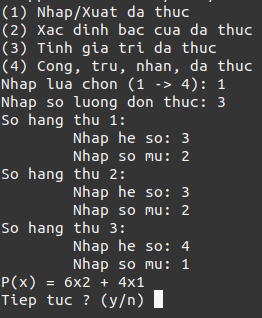 (1) Nhap/Xuat da thuc
(2) Xac dinh bac cua da thuc
(3) Tinh gia tri da thuc
(4) Cong, tru, nhan, da thuc
Nhap lua chon (1 -> 4): 1
Nhap so luong don thuc: 3
So hang thu 1:
        Nhap he so: 3
        Nhap so mu: 2
So hang thu 2:
        Nhap he so: 3
        Nhap so mu: 2
So hang thu 3:
        Nhap he so: 4
        Nhap so mu: 1
P(x) = 6x2 + 4x1
Tiep tuc ? (y/n)